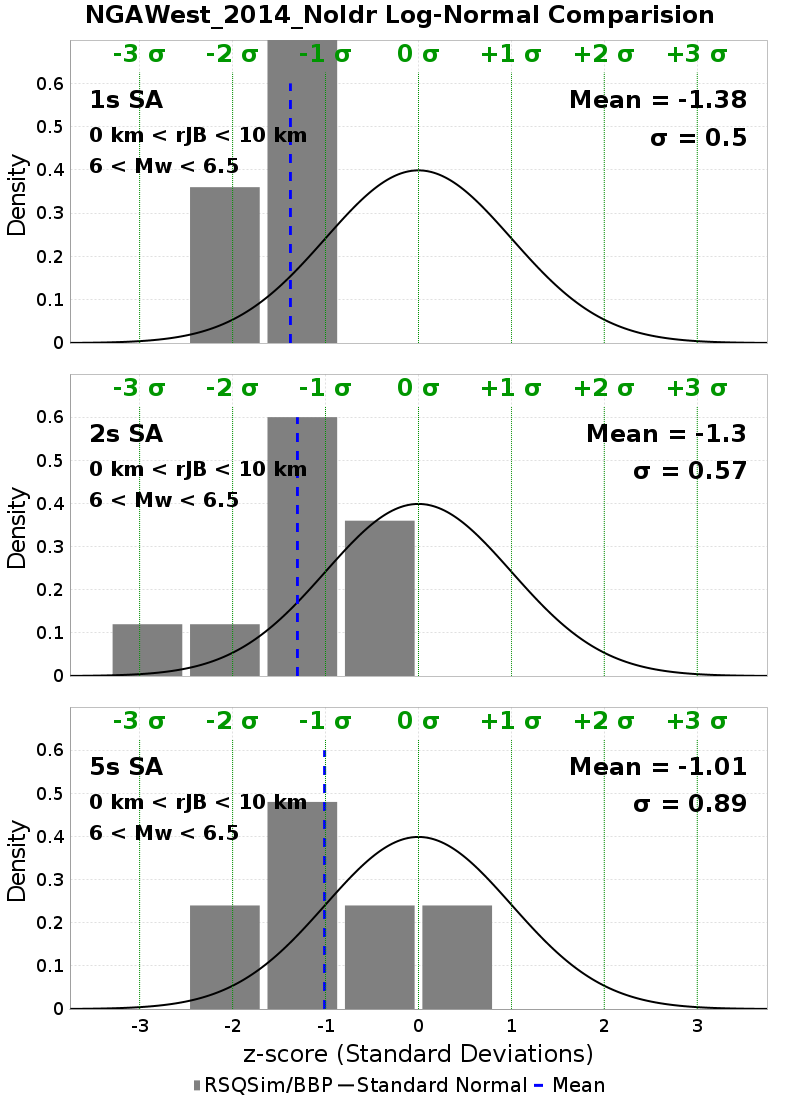 NGAWest_2014_NoIdr Log-Normal Comparision
-3 σ -2 σ -1 σ 0 σ +1 σ +2 σ +3 σ
1s SA
0 km < rJB < 10 km
6 < Mw < 6.5
Mean = -1.38
σ = 0.5
Density
0.6
0.5
0.4
0.3
0.2
0.1
0
-3 σ -2 σ -1 σ 0 σ +1 σ +2 σ +3 σ
2s SA
0 km < rJB < 10 km
6 < Mw < 6.5
Mean = -1.3
σ = 0.57
Density
0.6
0.5
0.4
0.3
0.2
0.1
0
-3 σ -2 σ -1 σ 0 σ +1 σ +2 σ +3 σ
5s SA
0 km < rJB < 10 km
6 < Mw < 6.5
Mean = -1.01
σ = 0.89
Density
0.6
0.5
0.4
0.3
0.2
0.1
0
-3 -2 -1 0 1 2 3
z-score (Standard Deviations)
RSQSim/BBP Standard Normal Mean